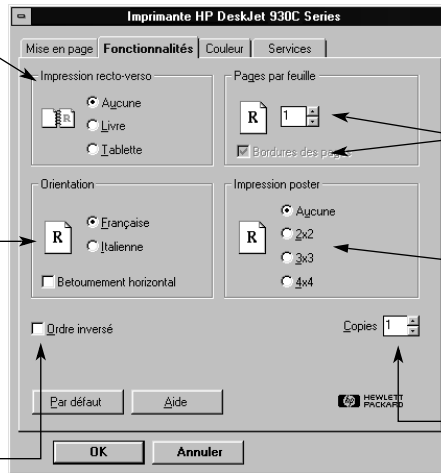 Imprimante HP DeskJet 930C Series
Mise en page Fonctionnalités Couleur Services
Impression recto-verso
R
Aucune
Livre
Tablette
Pages par feuille
R
1
Bordures des pages
Orientation
R
Française
Italienne
Betournement horizontal
Impression poster
R
Aucune
2x2
3x3
4x4
Ordre inversé
Copies 1
Par défaut
Aide
hp HEWLETT
PACKARD
OK
Annuler